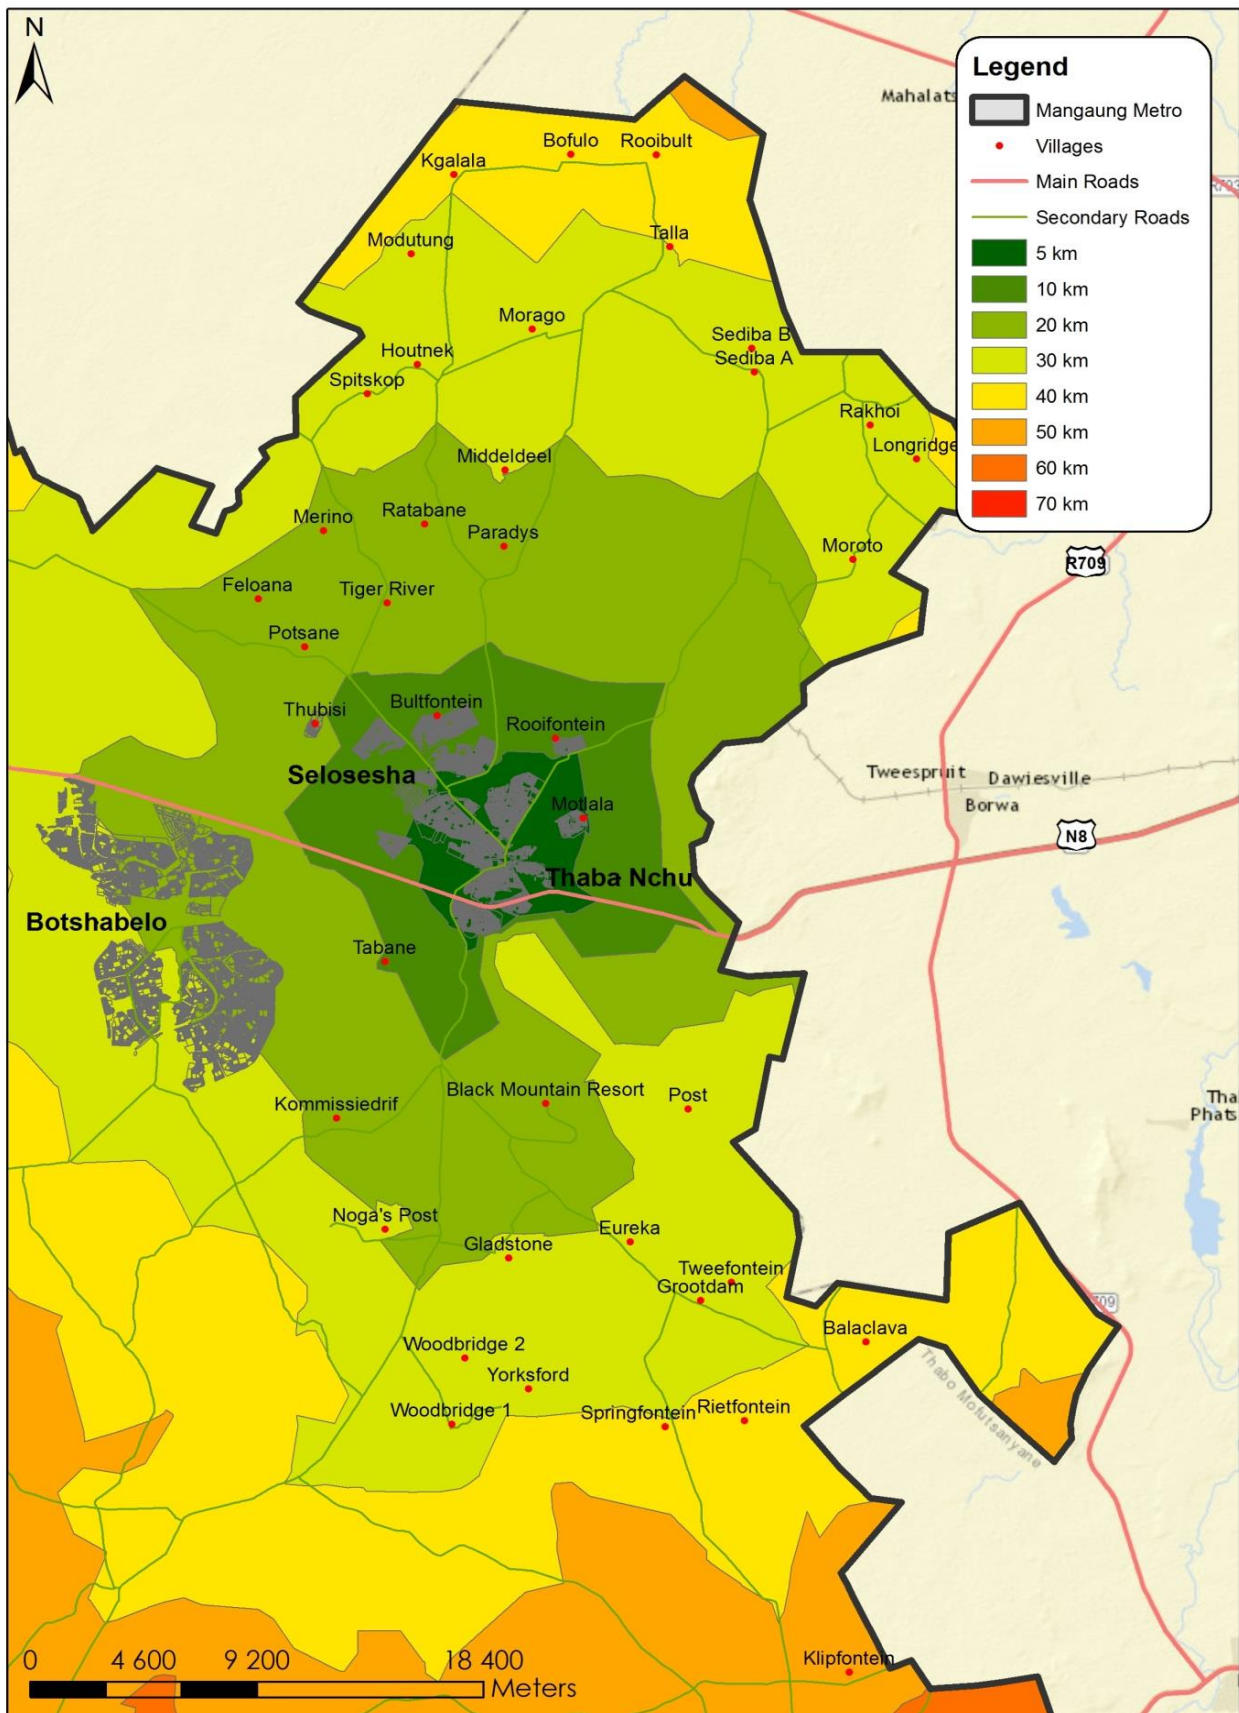 N
Legend
Mangaung Metro
Villages
Main Roads
Secondary Roads
5 km
10 km
20 km
30 km
40 km
50 km
60 km
70 km
Bofulo
Rooibult
Kgalala
Modutung
Talla
Morago
Sediba B
Sediba A
Houtnek
Spitskop
Rakhoi
Longridge
Middeldeel
Merino
Ratabane
Paradys
Moroto
R709
Feloana
Tiger River
Potsane
Thubisi
Bultfontein
Rooifontein
Selosesha
Tweespruit
Dawiesville
Borwa
Motlala
N8
Thaba Nchu
Botshabelo
Tabane
Kommissiedrif
Black Mountain Resort
Post
Noga's Post
Gladstone
Eureka
Tweefontein
Grootdam
Balaclava
Woodbridge 2
Yorksford
Woodbridge 1
Springfontein
Rietfontein
Thabo Mofutsanyane
Klipfontein
0 4 600 9 200 18 400
Meters